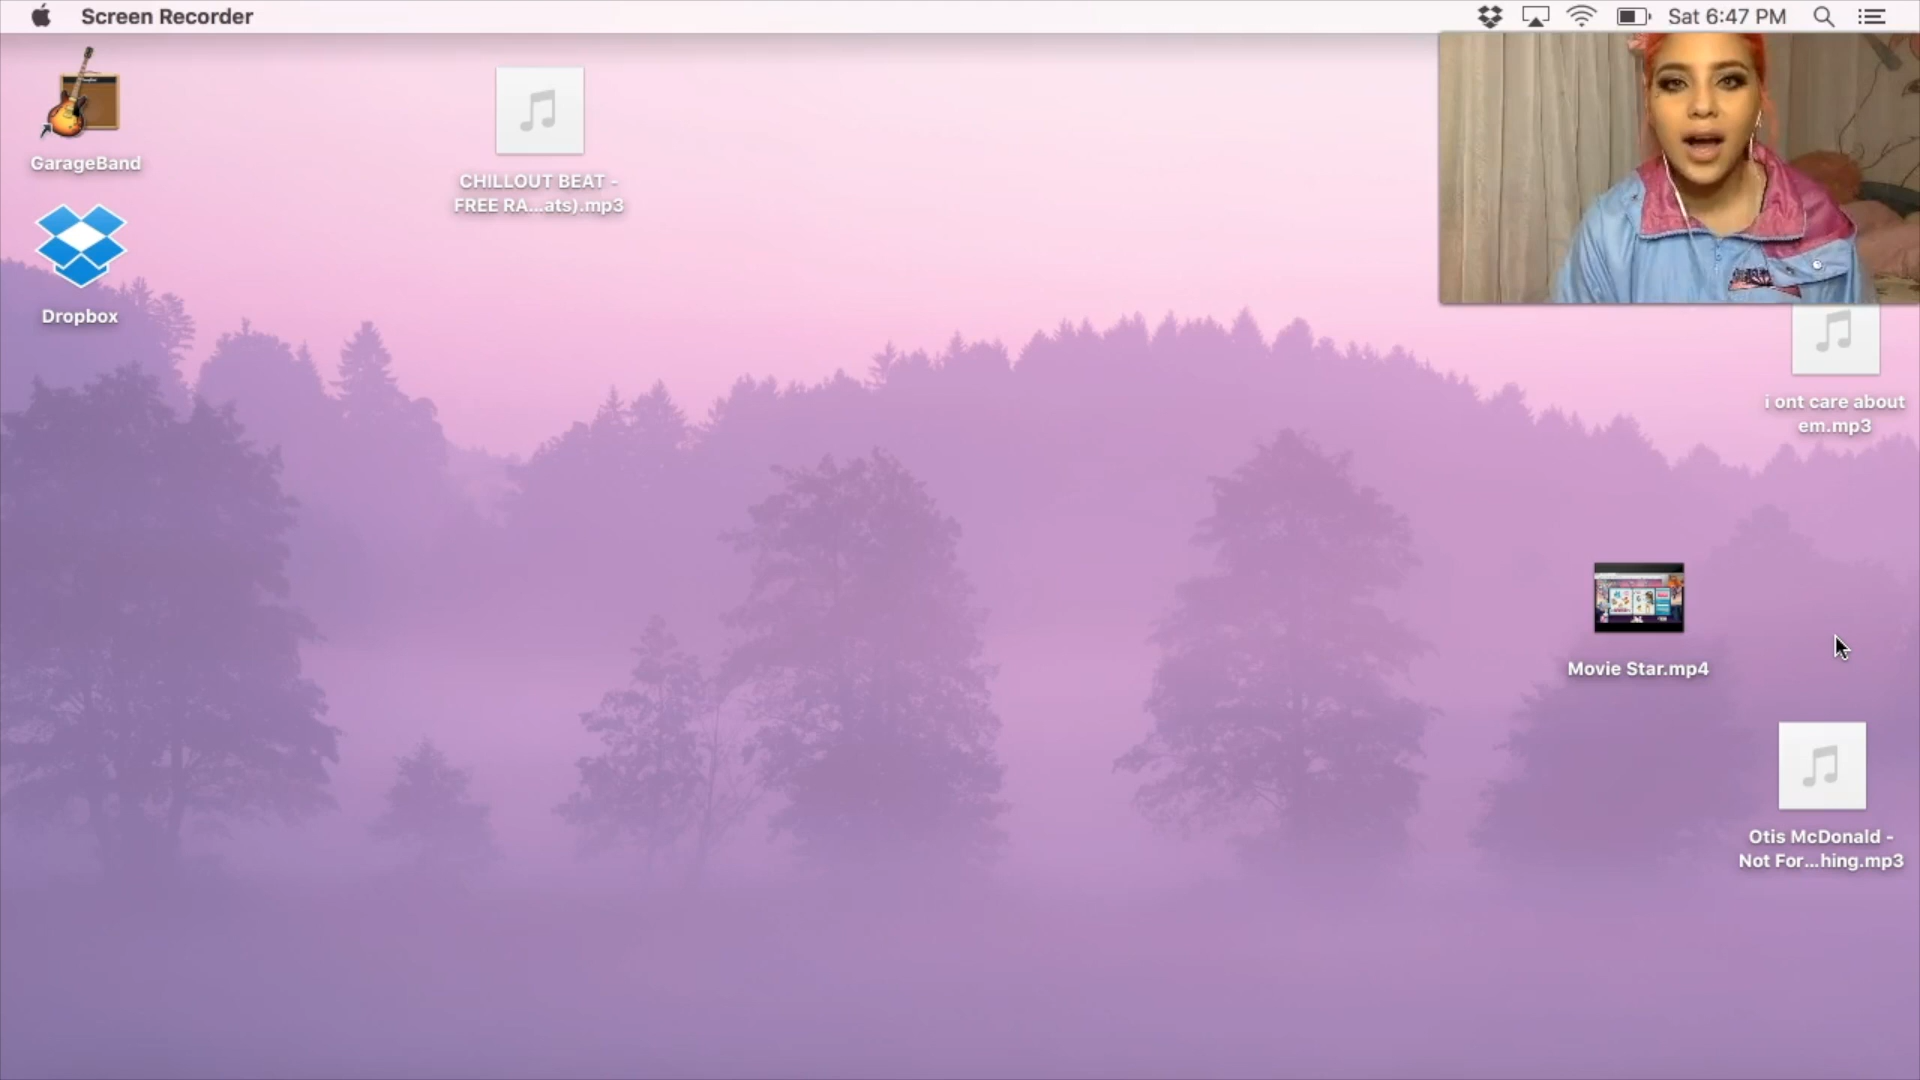 Screen Recorder
Sat 6:47 PM
GarageBand
CHILLOUT BEAT -
FREE RA...ats).mp3
Dropbox
i ont care about
em.mp3
Movie Star.mp4
Otis McDonald -
Not For...hing.mp3